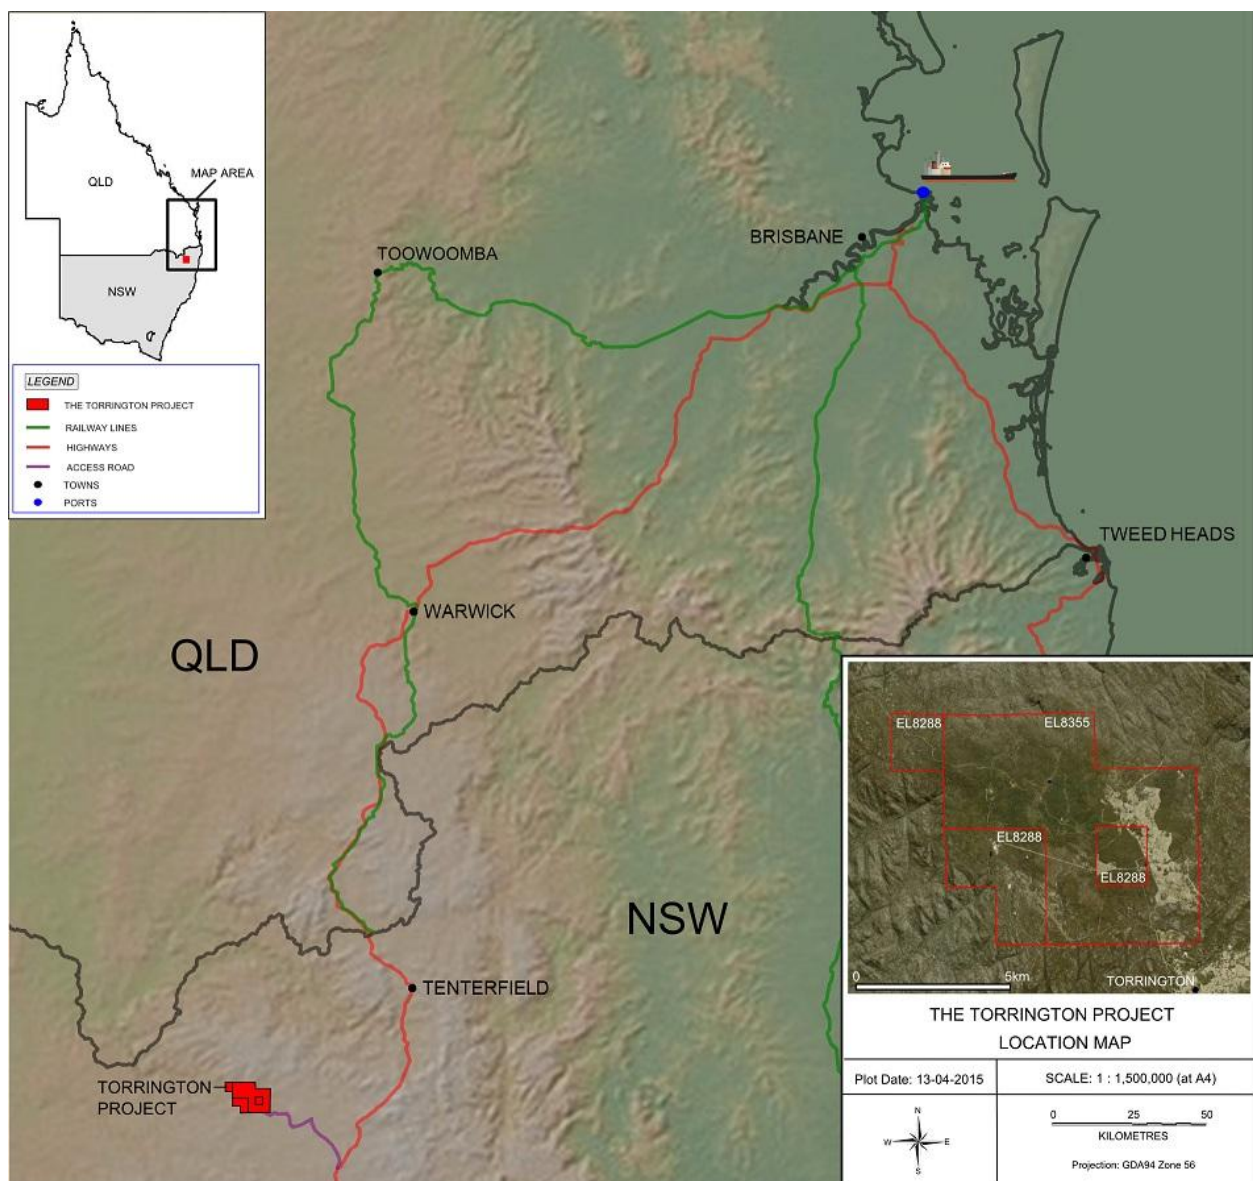 QLD
MAP AREA
NSW
LEGEND
THE TORRINGTON PROJECT
RAILWAY LINES
HIGHWAYS
ACCESS ROAD
TOWNS
PORTS
BRISBANE
TOOWOOMBA
TWEED HEADS
WARWICK
QLD
NSW
TENTERFIELD
TORRINGTON
PROJECT
EL8288
EL8355
EL8288
EL8288
0
5km
TORRINGTON
THE TORRINGTON PROJECT
LOCATION MAP
Plot Date: 13-04-2015
SCALE: 1 : 1,500,000 (at A4)
N
W
E
S
0 25 50
KILOMETRES
Projection: GDA94 Zone 56